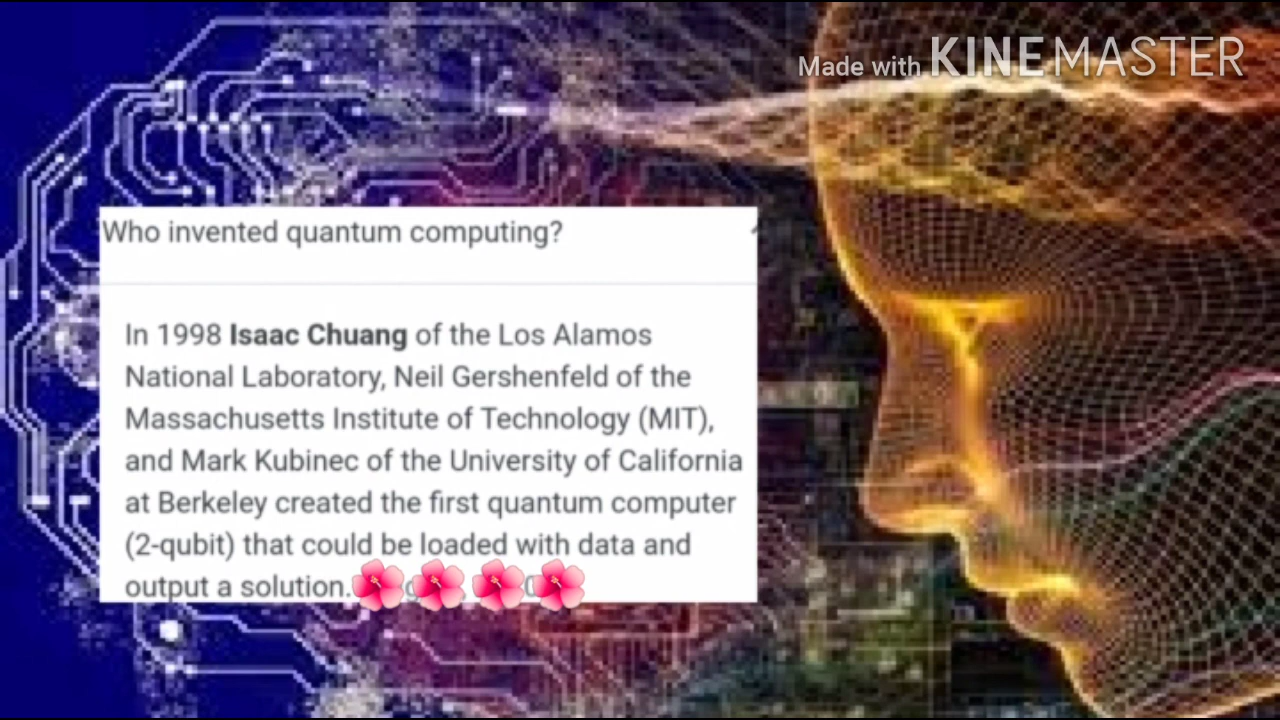 Made with KINEMASTER
Who invented quantum computing?
In 1998 Isaac Chuang of the Los Alamos
National Laboratory, Neil Gershenfeld of the
Massachusetts Institute of Technology (MIT),
and Mark Kubinec of the University of California
at Berkeley created the first quantum computer
(2-qubit) that could be loaded with data and
output a solution.